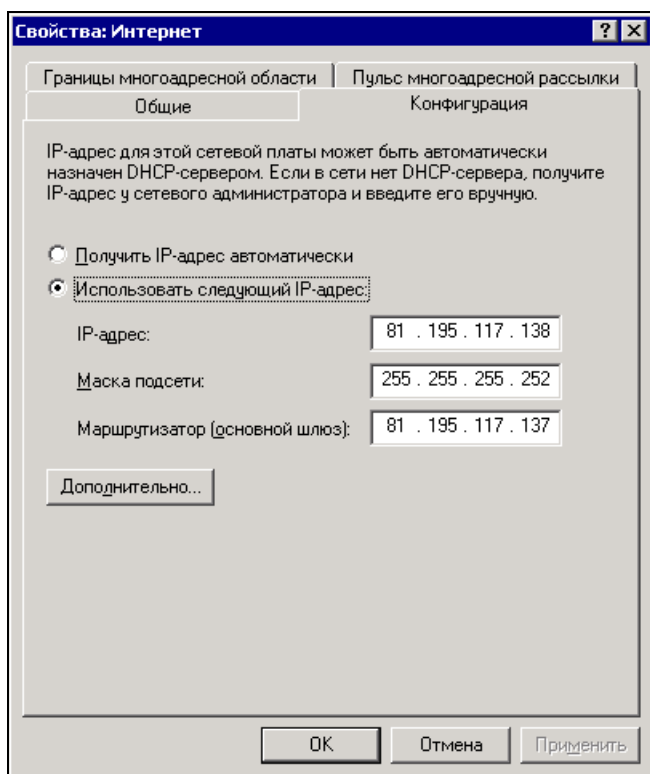 Свойства: Интернет
Границы многоадресной области
Пульс многоадресной рассылки
Общие
Конфигурация
IP-адрес для этой сетевой платы может быть автоматически
назначен DHCP-сервером. Если в сети нет DHCP-сервера, получите
IP-адрес у сетевого администратора и введите его вручную.
Получить IP-адрес автоматически
Использовать следующий IP-адрес:
IP-адрес: 81 . 195 . 117 . 138
Маска подсети: 255 . 255 . 255 . 252
Маршрутизатор (основной шлюз): 81 . 195 . 117 . 137
Дополнительно...
OK Отмена Применить